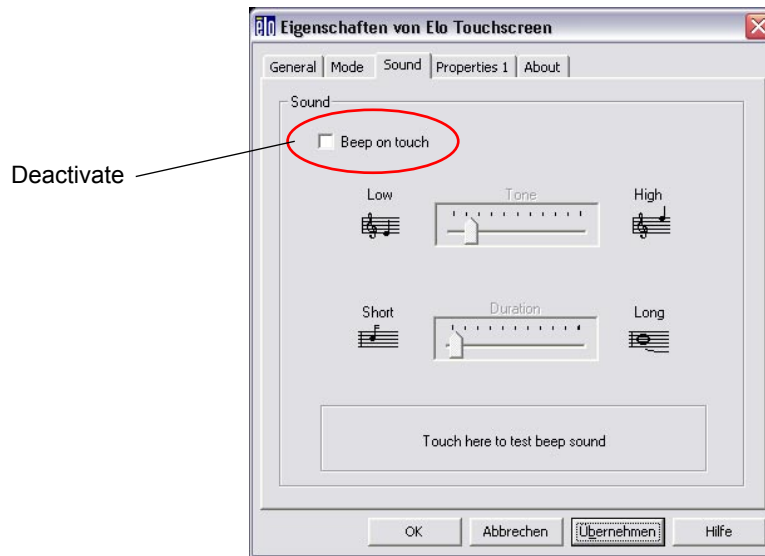 elo Eigenschaften von Elo Touchscreen
General Mode Sound Properties 1 About
Sound
Beep on touch
Deactivate
Low Tone High
Short Duration Long
Touch here to test beep sound
OK Abbrechen Übernehmen Hilfe